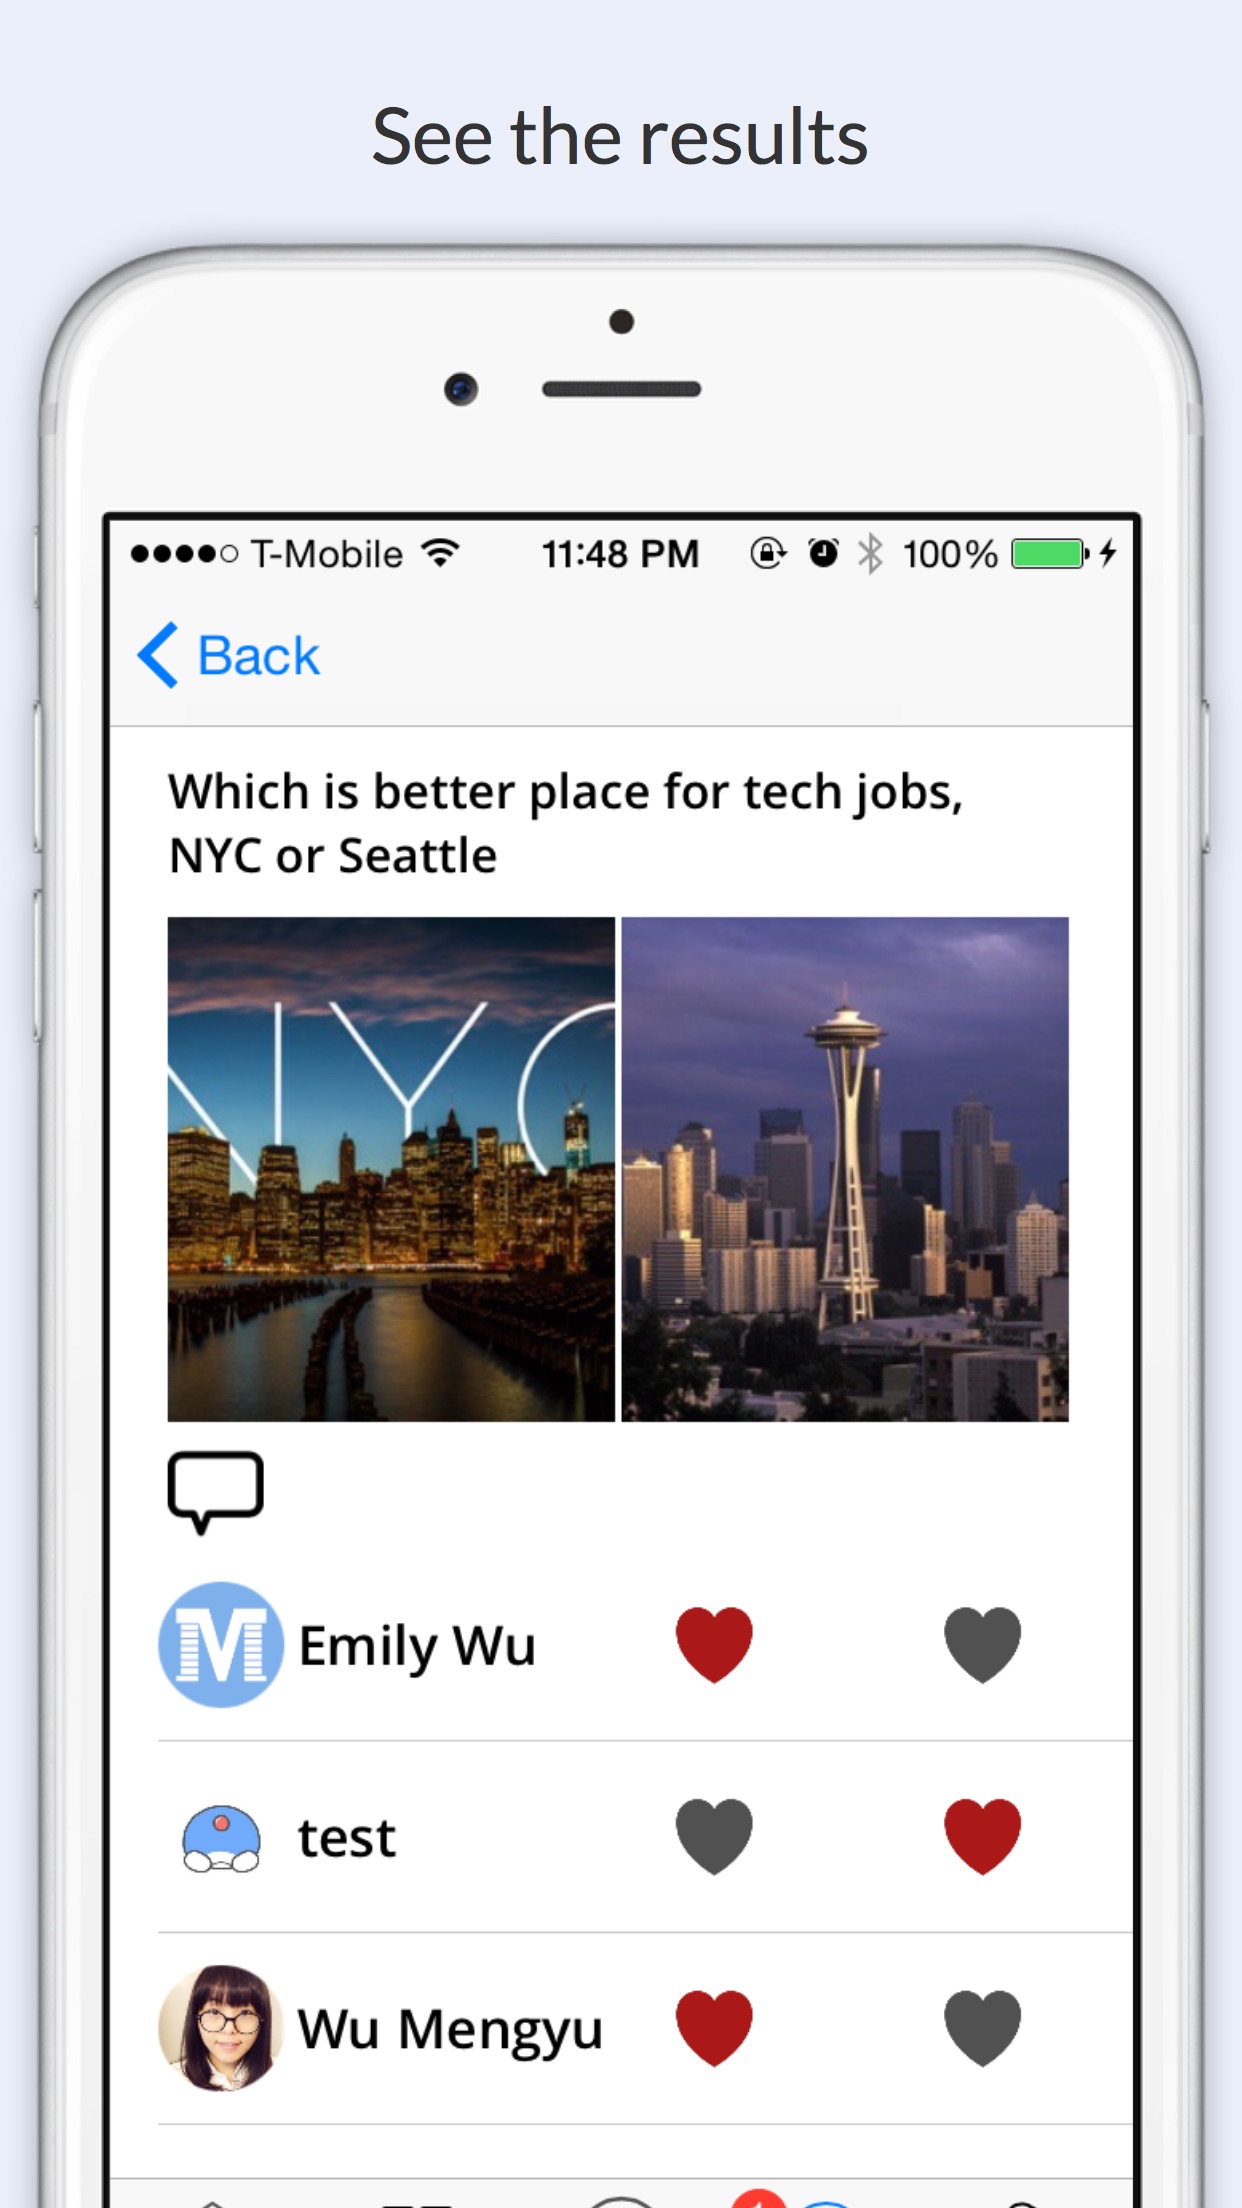 See the results
T-Mobile 11:48 PM 100%
Back
Which is better place for tech jobs,
NYC or Seattle
NYC
M Emily Wu
test
Wu Mengyu